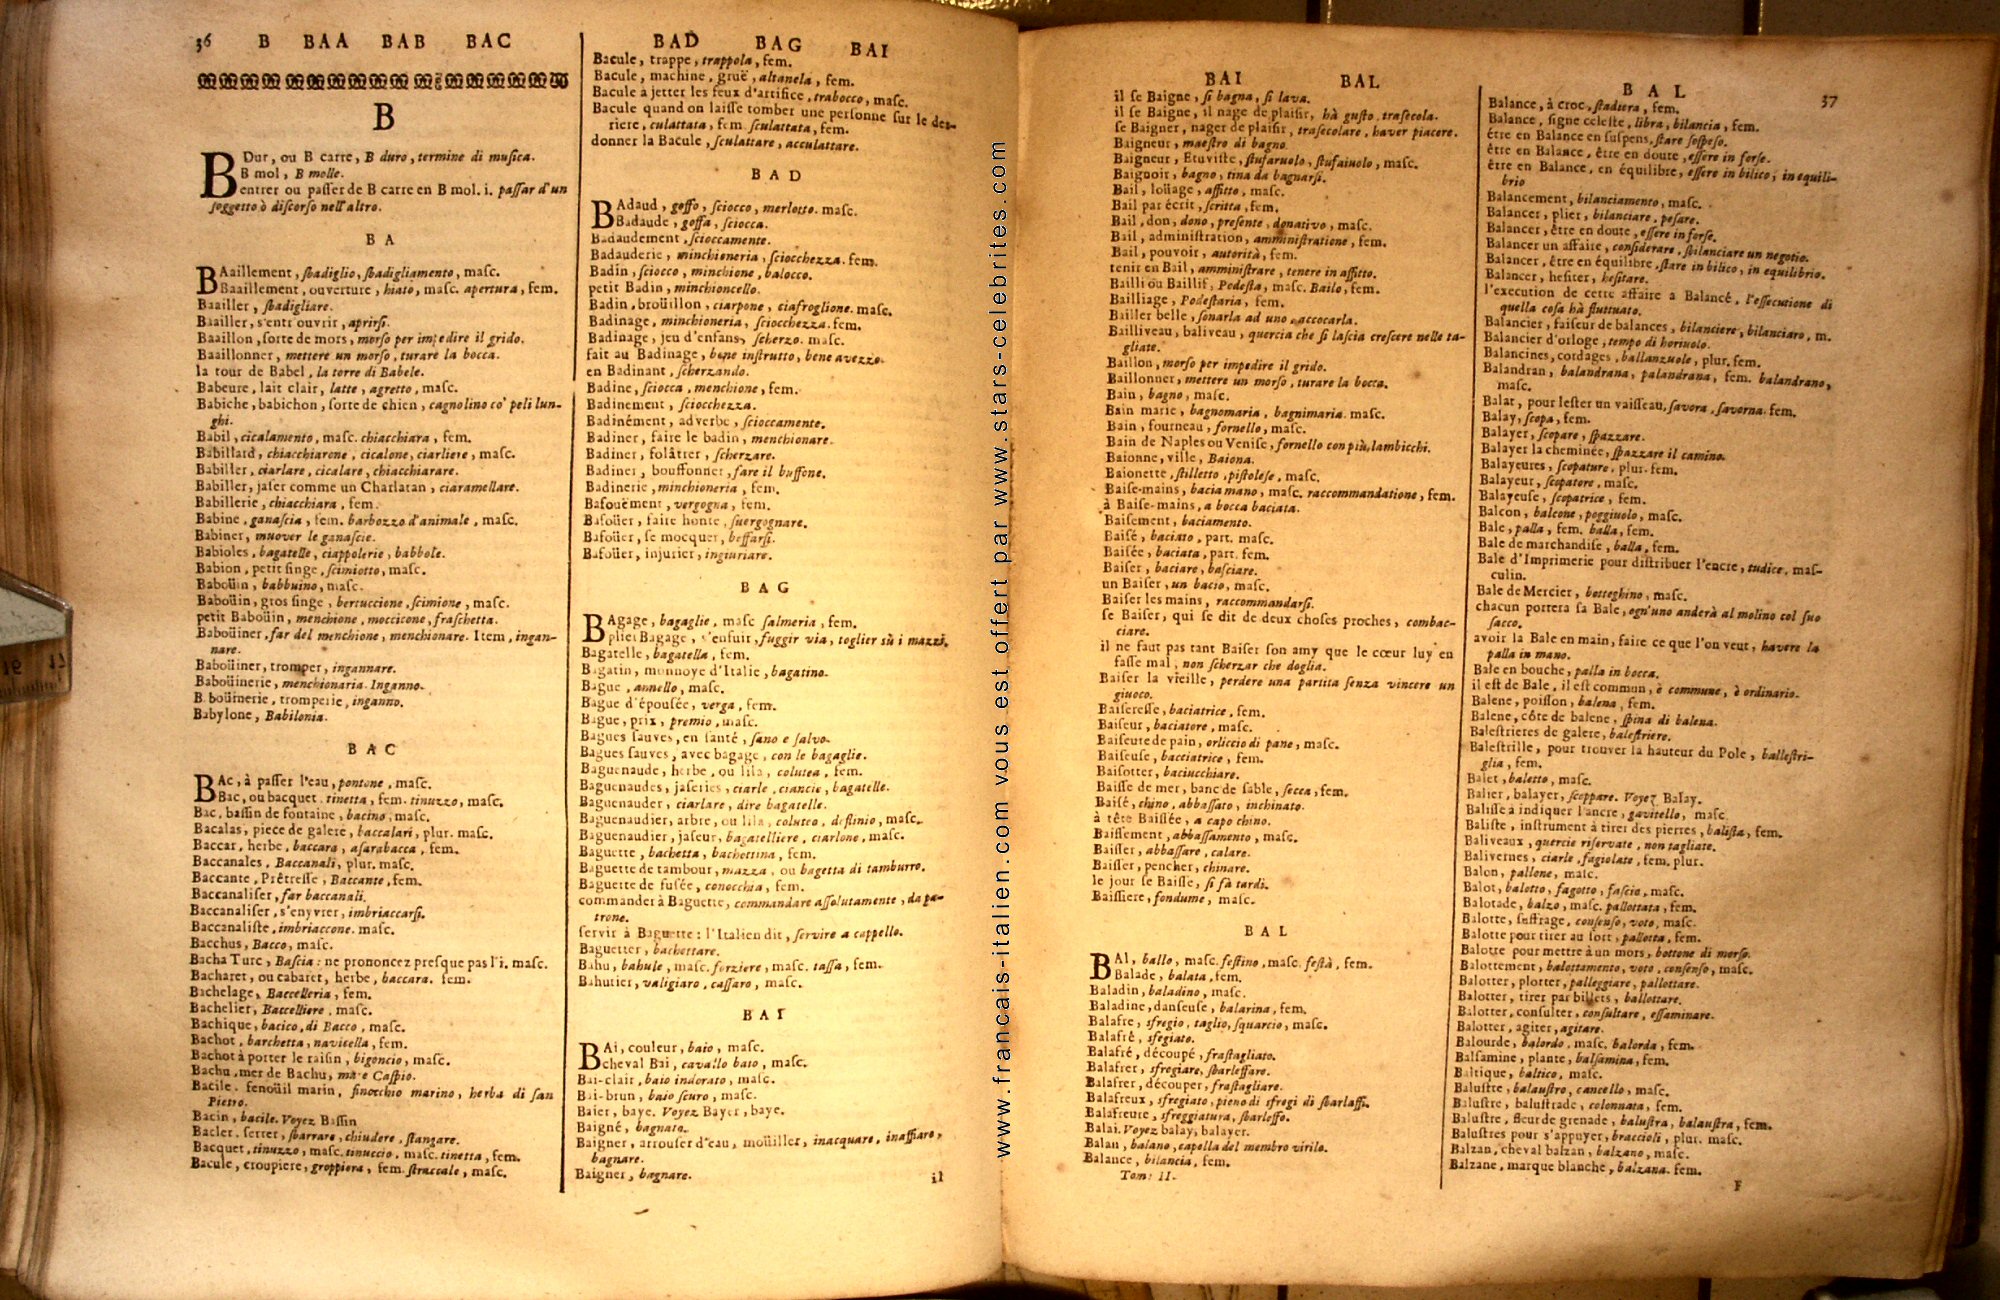 36 B BAA BAB BAC
B
B Dur, ou B carre, B duro, termine di musica.
B mol, B molle.
entrer ou passer de B carre en B mol. i. passar d'un
soggetto ò discorso nell'altro.
B A
BAaillement, sbadiglio, sbadigliamento, masc.
Baaillement, ouverture, hiato, masc. apertura, fem.
Baailler, sbadigliare.
Baailler, s'entr'ouvrir, aprirsi.
Baaillon, sorte de mors, morso per impedire il grido.
Baaillonner, mettere un morso, turare la bocca.
la tour de Babel, la torre di Babele.
Babeure, lait clair, latte, agretto, masc.
Babiche, babichon, sorte de chien, cagnolino co' peli lun-
ghi.
Babil, cicalamento, masc. chiacchiara, fem.
Babillard, chiacchiarone, cicalone, ciarliere, masc.
Babiller, ciarlare, cicalare, chiacchiarare.
Babiller, jaser comme un Charlatan, ciaramellare.
Babillerie, chiacchiara, fem.
Babine, ganascia, fem. barbozzo d'animale, masc.
Babiner, muover le ganascie.
Babioles, bagatelle, ciappolerie, babbole.
Babion, petit singe, scimiotto, masc.
Baboüin, babbuino, masc.
Baboüin, gros singe, bertuccione, scimione, masc.
petit Baboüin, menchione, moccicone, fraschetta.
Baboüiner, far del menchione, menchionare. Item, ingan-
nare.
Baboüiner, tromper, ingannare.
Baboüinerie, menchionaria. Inganno.
B boüinerie, tromperie, inganno.
Babylone, Babilonia.
BAC
BAc, à passer l'eau, pontone, masc.
Bac, ou bacquet. tinetta, fem. tinuzzo, masc.
Bac, bassin de fontaine, bacino, masc.
Bacalas, piece de galere, baccalari, plur. masc.
Baccar, herbe, baccara, asarabacca, fem.
Baccanales, Baccanali, plur. masc.
Baccante, Prêtresse, Baccante, fem.
Baccanaliser, far baccanali.
Baccanaliser, s'enyvrer, imbriaccarsi.
Baccanaliste, imbriaccone. masc.
Bacchus, Bacco, masc.
Bacha Turc, Bascia: ne prononcez presque pas l'i. masc.
Bacharet, ou cabaret, herbe, baccara. fem.
Bachelage, Baccelleria, fem.
Bachelier, Baccelliere, masc.
Bachique, bacico, di Bacco, masc.
Bachot, barchetta, navicella, fem.
Bachot à porter le raisin, bigoncio, masc.
Bachu, mer de Bachu, mare Caspio.
Bacile. fenoüil marin, finocchio marino, herba di san
Pietro.
Bacin, bacile. Voyez Bassin
Bacler. serrer, sbarrare, chiudere, stangare.
Bacquet, tinuzzo, masc. tinuccio, masc. tinetta, fem.
Bacule, croupiere, groppiera, fem. straccale, masc.
BAD BAG BAI
Bacule, trappe, trappola, fem.
Bacule, machine, gruë, altanela, fem.
Bacule à jetter les feux d'artifice, trabocco, masc.
Bacule quand on laisse tomber une personne sur le der-
riere, culattata, fem. sculattata, fem.
donner la Bacule, sculattare, acculattare.
BAD
BAdaud, goffo, sciocco, merlotto. masc.
Badaude, goffa, sciocca.
Badaudement, scioccamente.
Badauderie, minchioneria, sciocchezza. fem.
Badin, sciocco, minchione, balocco.
petit Badin, minchioncello.
Badin, broüillon, ciarpone, ciafroglione. masc.
Badinage, minchioneria, sciocchezza. fem.
Badinage, jeu d'enfans, scherzo. masc.
fait au Badinage, bene instrutto, bene avezzo.
en Badinant, scherzando.
Badine, sciocca, menchione, fem.
Badinement, sciocchezza.
Badinément, adverbe, scioccamente.
Badiner, faire le badin, menchionare.
Badiner, folâtrer, scherzare.
Badiner, bouffonner, fare il buffone.
Badinerie, minchioneria, fem.
Bafouëment, vergogna, fem.
Bafoüer, faire honte, suergognare.
Bafoüer, se mocquer, beffarsi.
Bafoüer, injurier, ingiuriare.
BAG
BAgage, bagaglie, masc salmeria, fem.
plier Bagage, s'enfuir, fuggir via, toglier sù i mazzi.
Bagatelle, bagatella, fem.
Bagatin, monnoye d'Italie, bagatino.
Bague, annello, masc.
Bague d'épousée, verga, fem.
Bague, prix, premio, masc.
Bagues sauves, en santé, sano e salvo.
Bagues sauves, avec bagage, con le bagaglie.
Baguenaude, herbe, ou lila, colutea, fem.
Baguenaudes, jaseries, ciarle, ciancie, bagatelle.
Baguenauder, ciarlare, dire bagatelle.
Baguenaudier, arbre, ou lila, coluteo, deslinio, masc.
Baguenaudier, jaseur, bagatelliere, ciarlone, masc.
Baguette, bachetta, bachettina, fem.
Baguette de tambour, mazza, ou bagetta di tamburro.
Baguette de fusée, conocchia, fem.
commander à Baguette, commandare assolutamente, da pa-
trone.
servir à Baguette: l'Italien dit, servire a cappello.
Baguetter, bachettare.
Bahu, bahule, masc. forziere, masc. tassa, fem.
Bahutier, valigiaro, cassaro, masc.
BAI
BAi, couleur, baio, masc.
cheval Bai, cavallo baio, masc.
Bai-clair, baio indorato, masc.
Bai-brun, baio scuro, masc.
Baier, baye. Voyez Bayer, baye.
Baigné, bagnato.
Baigner, arrouser d'eau, moüiller, inacquare, inaffiare,
bagnare.
Baigner, bagnare.
il
www.francais-italien.com vous est offert par www.stars-celebrites.com
BAI BAL
il se Baigne, si bagna, si lava.
il se Baigne, il nage de plaisir, hà gusto, trasecola.
se Baigner, nager de plaisir, trasecolare, haver piacere.
Baigneur, maestro di bagno.
Baigneur, Etuviste, stufaruolo, stufaiuolo, masc.
Baignoir, bagno, tina da bagnarsi.
Bail, loüage, affitto, masc.
Bail par écrit, scritta, fem.
Bail, don, dono, presente, donativo, masc.
Bail, administration, amministratione, fem.
Bail, pouvoir, autorità, fem.
tenir en Bail, amministrare, tenere in affitto.
Bailli ou Baillif, Podesta, masc. Bailo, fem.
Bailliage, Podestaria, fem.
Bailler belle, sonarla ad uno, accocarla.
Bailliveau, baliveau, quercia che si lascia crescere nelle ta-
gliate.
Baillon, morso per impedire il grido.
Baillonner, mettere un morso, turare la bocca.
Bain, bagno, masc.
Bain marie, bagnomaria, bagnimaria. masc.
Bain, fourneau, fornello, masc.
Bain de Naples ou Venise, fornello con più lambicchi.
Baionne, ville, Baiona.
Baionette, stilletto, pistolese, masc.
Baise-mains, bacia mano, masc. raccommandatione, fem.
à Baise-mains, a bocca baciata.
Baisement, baciamento.
Baisé, baciato, part. masc.
Baisée, baciata, part. fem.
Baiser, baciare, basciare.
un Baiser, un bacio, masc.
Baiser les mains, raccommandarsi.
se Baiser, qui se dit de deux choses proches, combac-
ciare.
il ne faut pas tant Baiser son amy que le cœur luy en
fasse mal, non scherzar che doglia.
Baiser la vieille, perdere una partita senza vincere un
giuoco.
Baiseresse, baciatrice, fem.
Baiseur, baciatore, masc.
Baiseure de pain, orliccio di pane, masc.
Baiseuse, bacciatrice, fem.
Baisotter, baciucchiare.
Baisse de mer, banc de sable, secca, fem.
Baisé, chino, abbassato, inchinato.
à tête Baissée, a capo chino.
Baissement, abbassamento, masc.
Baisser, abbassare, calare.
Baisser, pencher, chinare.
le jour se Baisse, si fà tardi.
Baissiere, fondume, masc.
BAL
BAl, ballo, masc. festino, masc. festà, fem.
Balade, balata, fem.
Baladin, baladino, masc.
Baladine, danseuse, balarina, fem.
Balafre, sfregio, taglio, squarcio, masc.
Balafré, sfegiato.
Balafré, découpé, frastagliato.
Balafrer, sfregiare, sbarleffare.
Balafrer, découper, frastagliare.
Balafreux, sfregiato, pieno di sfregi di sbarlaffi.
Balafreure, sfreggiatura, sbarleffo.
Balai. Voyez balay, balayer.
Balan, balano, capella del membro virilo.
Balance, bilancia, fem.
Tom: II.
BAL 37
Balance, à croc, stadiera, fem.
Balance, signe celeste, libra, bilancia, fem.
être en Balance en suspens, stare sospeso.
être en Balance, être en doute, essere in forse.
être en Balance, en équilibre, essere in bilico, in equili-
brio
Balancement, bilanciamento, masc.
Balancer, plier, bilanciare, pesare.
Balancer, être en doute, essere in forse.
Balancer un affaire, considerare, sbilanciare un negotio.
Balancer, être en équilibre, stare in bilico, in equilibrio.
Balancer, hesiter, hesitare.
l'execution de cette affaire a Balancé, l'essecutione di
quella cosa hà fluttuato.
Balancier, faiseur de balances, bilanciere, bilanciaro, m.
Balancier d'orloge, tempo di horiuolo.
Balancines, cordages, ballanzuole, plur. fem.
Balandran, balandrana, palandrana, fem. balandrano,
masc.
Balat, pour lester un vaisseau, savora, savorna. fem.
Balay, scopa, fem.
Balayer, scopare, spazzare.
Balayer la cheminée, spazzare il camino.
Balayeures, scopature, plur. fem.
Balayeur, scopatore, masc.
Balayeuse, scopatrice, fem.
Balcon, balcone, poggiuolo, masc.
Bale, palla, fem. balla, fem.
Bale de marchandise, balla, fem.
Bale d'Imprimerie pour distribuer l'encre, tudice, mas-
culin.
Bale de Mercier, botteghino, masc.
chacun portera sa Bale, ogn'uno anderà al molino col suo
sacco.
avoir la Bale en main, faire ce que l'on veut, havere la
palla in mano.
Bale en bouche, palla in bocca.
il est de Bale, il est commun, è commune, è ordinario.
Balene, poisson, balena, fem.
Balene, côte de balene, spina di balena.
Balestrieres de galere, balestriere.
Balestrille, pour trouver la hauteur du Pole, ballestri-
glia, fem.
Balet, baletto, masc.
Balier, balayer, scoppare. Voyez Balay.
Balisse à indiquer l'ancre, gavitello, masc.
Baliste, instrument à tirer des pierres, balista, fem.
Baliveaux, quercie riservate, non tagliate.
Balivernes, ciarle, fagiolate, fem. plur.
Balon, pallone, masc.
Balot, balotto, fagotto, fascio, masc.
Balotade, balzo, masc. pallottata, fem.
Balotte, suffrage, consenso, voto, masc.
Balotte pour tirer au sort, pallotta, fem.
Balotte pour mettre à un mors, bottone di morso.
Balottement, balottamento, voto, consenso, masc.
Balotter, plotter, palleggiare, pallottare.
Balotter, tirer par billets, ballottare.
Balotter, consulter, consultare, essaminare.
Balotter, agiter, agitare.
Balourde, balordo, masc. balorda, fem.
Balsamine, plante, balsamina, fem.
Baltique, baltico, masc.
Balustre, balaustro, cancello, masc.
Balustre, balustrade, colonnata, fem.
Balustre, fleur de grenade, balustra, balaustra, fem.
Balustres pour s'appuyer, braccioli, plur. masc.
Balzan, cheval balzan, balzano, masc.
Balzane, marque blanche, balzana. fem.
F